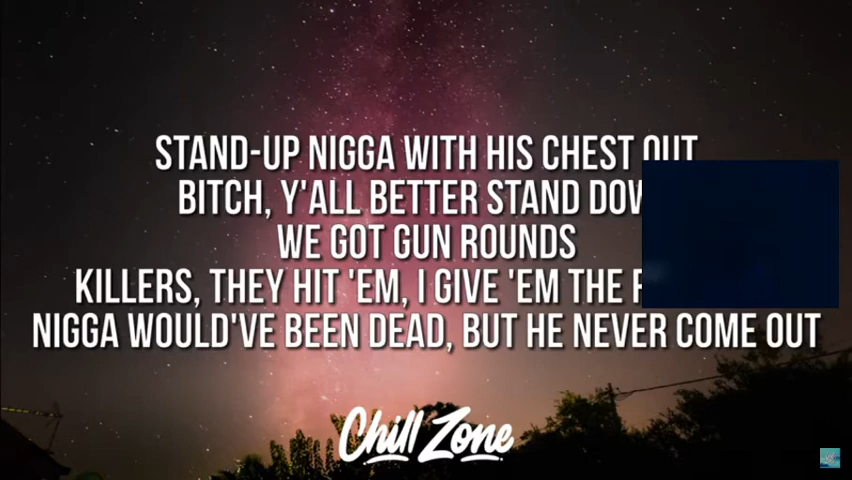 STAND-UP NIGGA WITH HIS CHEST OUT
BITCH, Y'ALL BETTER STAND
WE GOT GUN ROUNDS
KILLERS, THEY HIT 'EM, I GIVE 'EM THE
NIGGA WOULD'VE BEEN DEAD, BUT HE NEVER COME OUT
Chill Zone